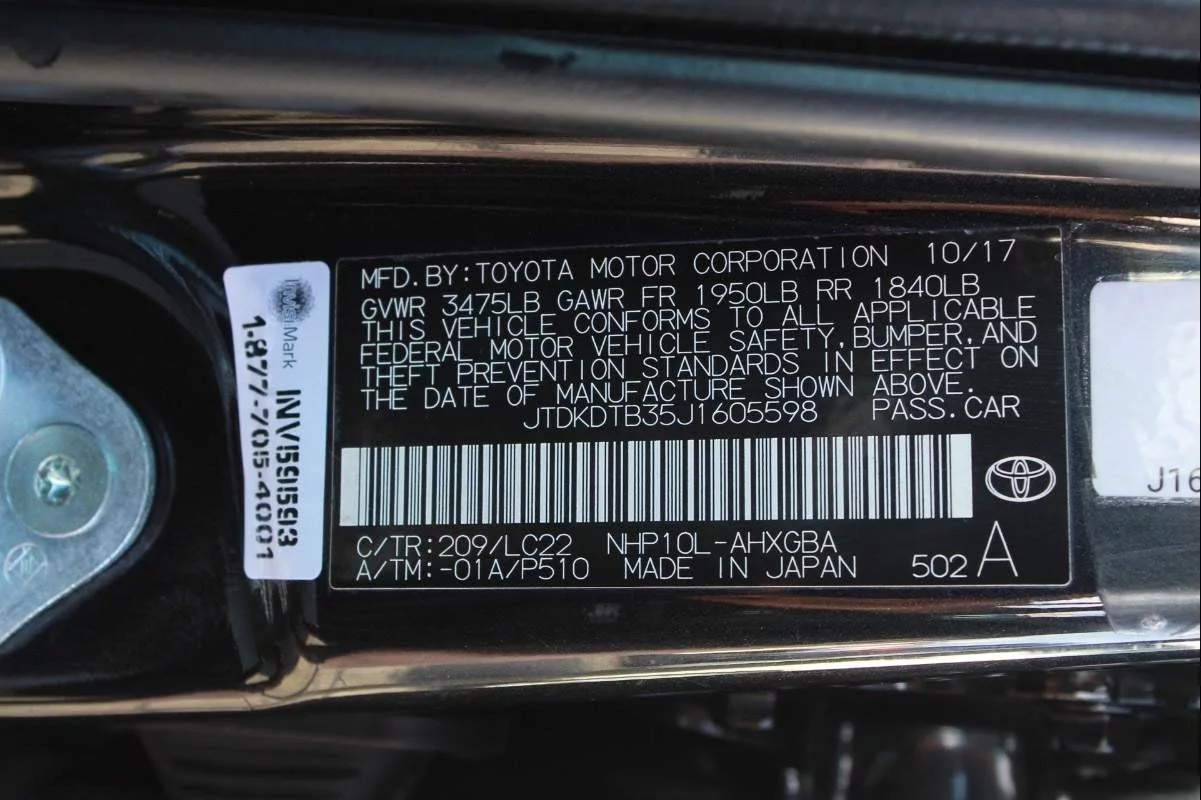 MFD.BY:TOYOTA MOTOR CORPORATION 10/17
GVWR 3475LB GAWR FR 1950LB RR 1840LB
THIS VEHICLE CONFORMS TO ALL APPLICABLE
FEDERAL MOTOR VEHICLE SAFETY,BUMPER,AND
THEFT PREVENTION STANDARDS IN EFFECT ON
THE DATE OF MANUFACTURE SHOWN ABOVE.
JTDKDTB35J1605598 PASS.CAR
C/TR:209/LC22 NHP10L-AHXGBA
A/TM:-01A/P510 MADE IN JAPAN 502 A
Mark
INV591593
1-877-705-4001
J16